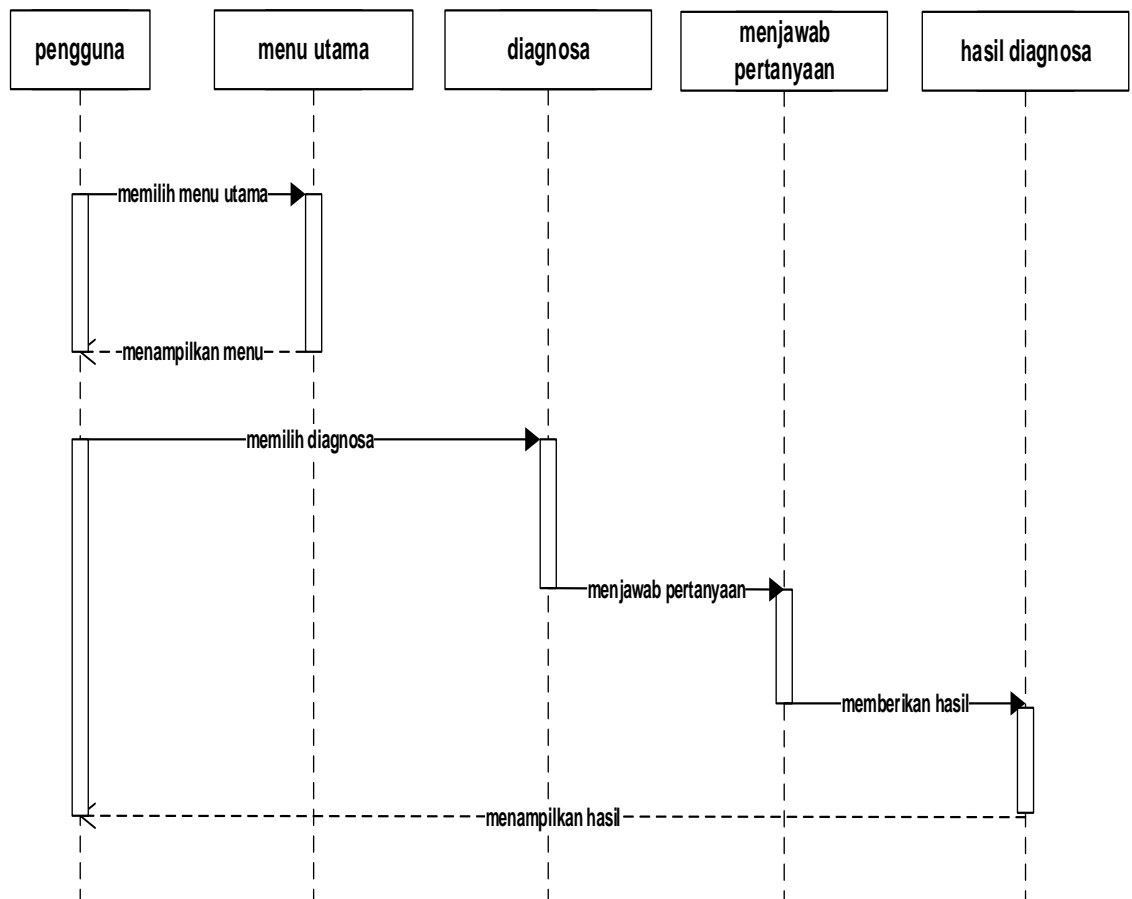 pengguna
menu utama
diagnosa
menjawab
pertanyaan
hasil diagnosa
memilih menu utama
menampilkan menu
memilih diagnosa
menjawab pertanyaan
memberikan hasil
menampilkan hasil